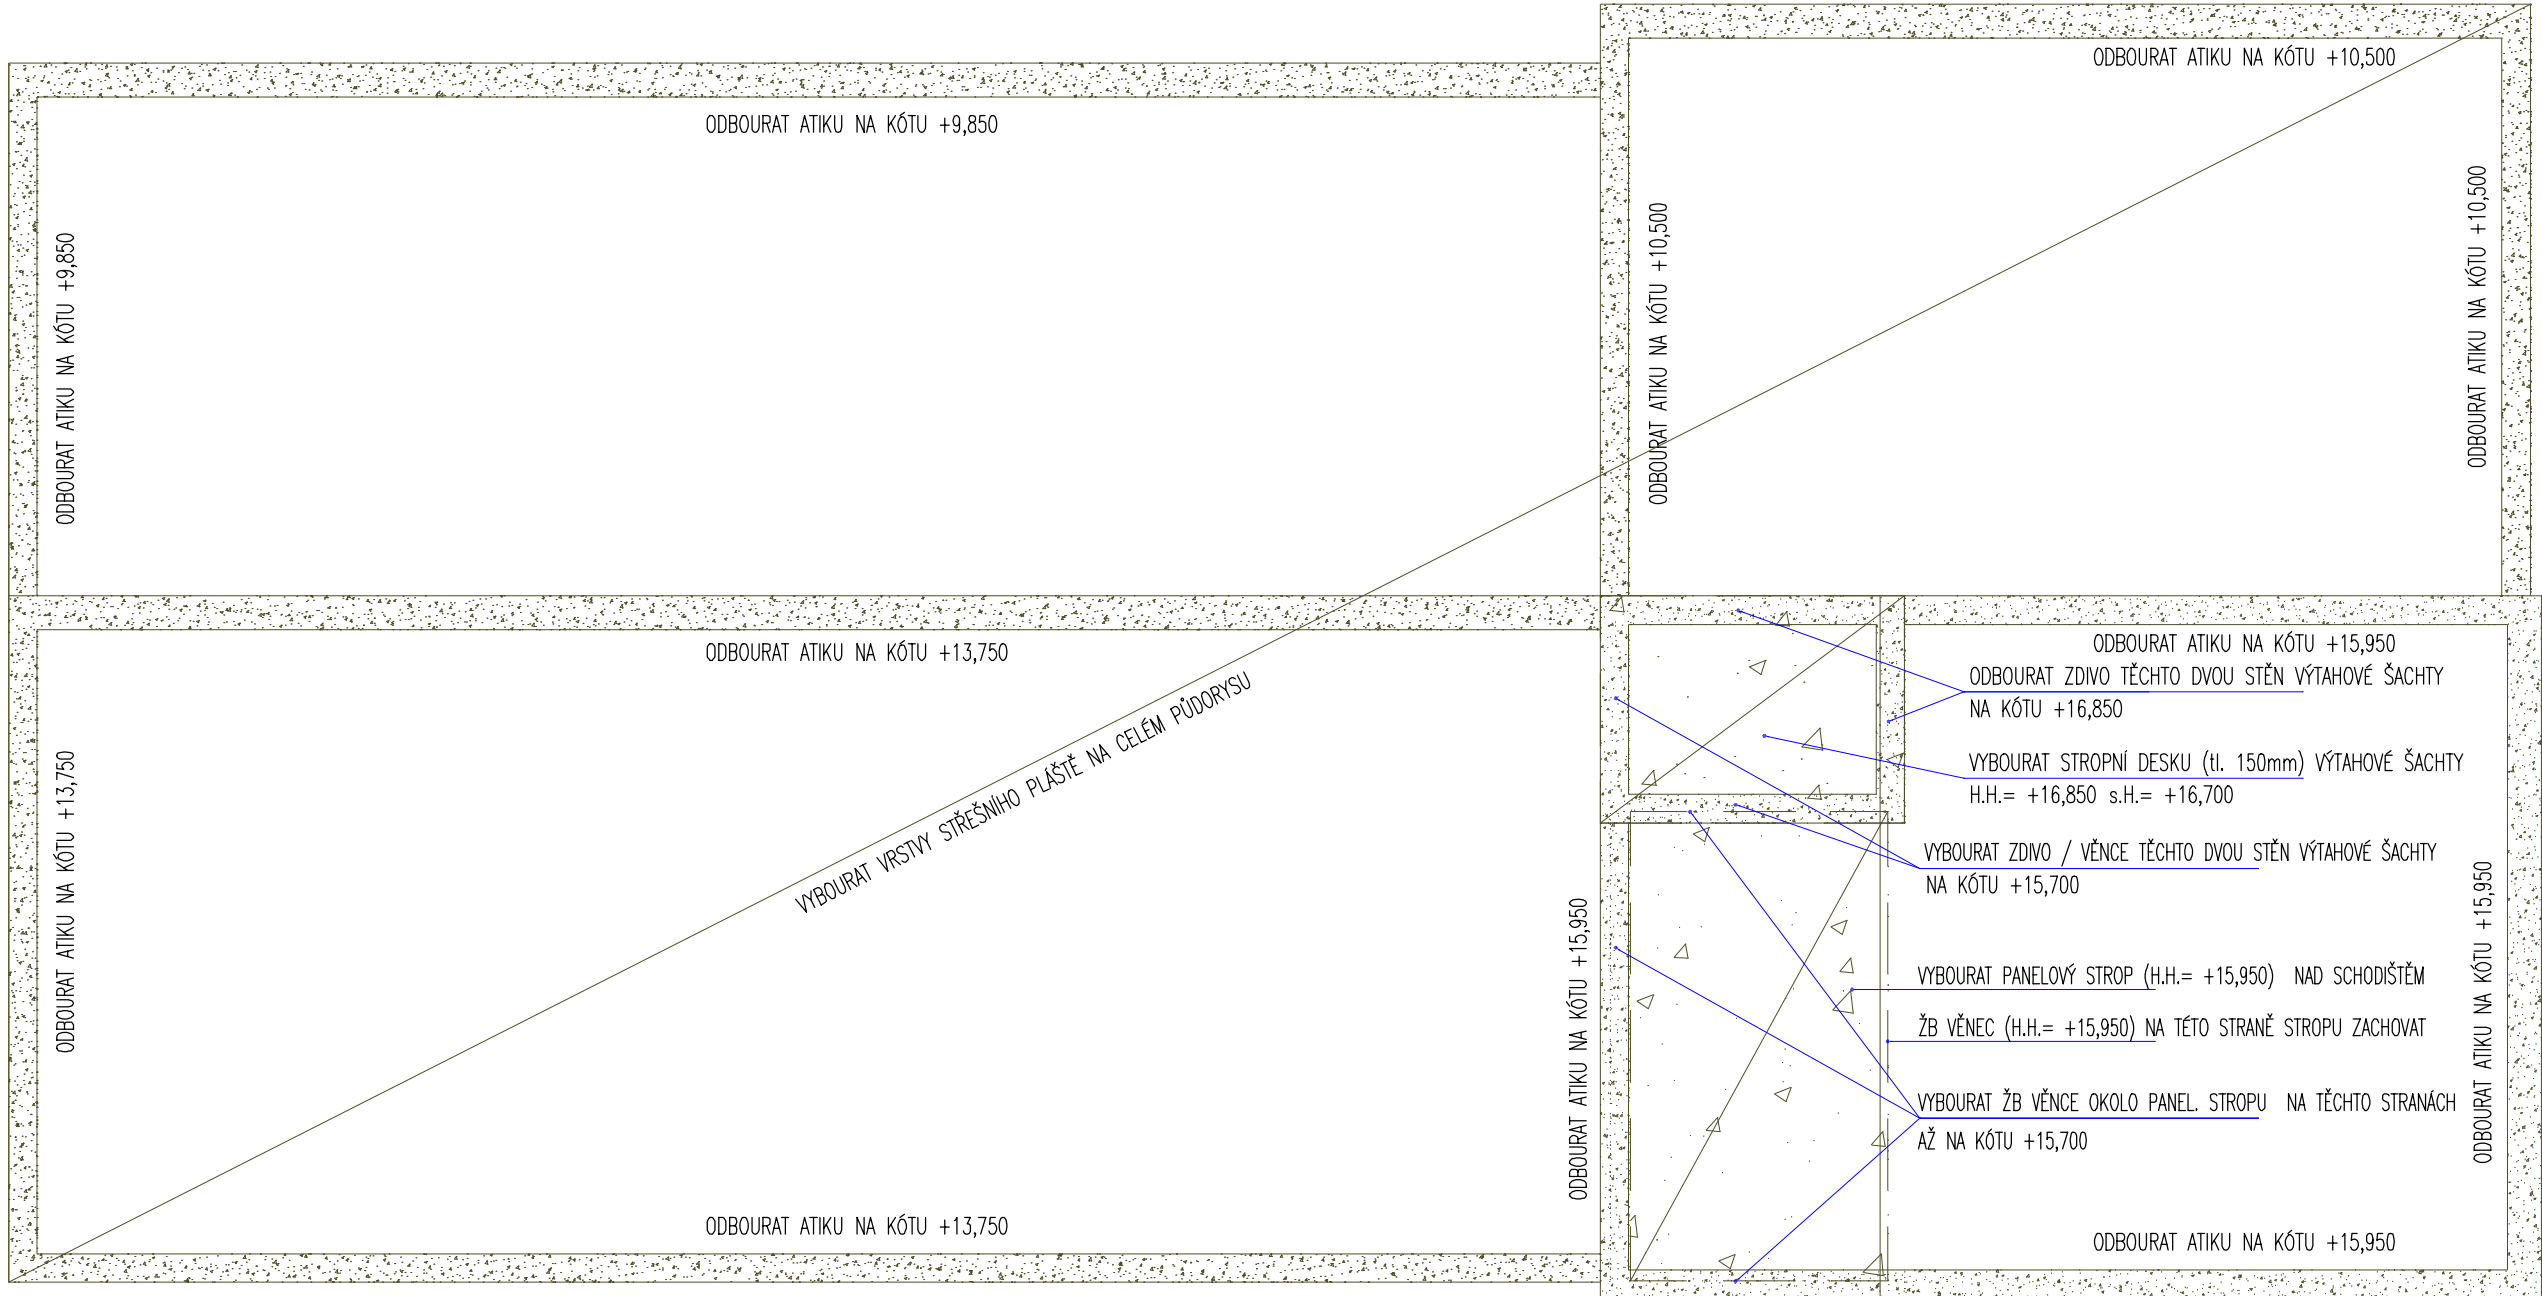 ODBOURAT ATIKU NA KÓTU +10,500
ODBOURAT ATIKU NA KÓTU +9,850
ODBOURAT ATIKU NA KÓTU +9,850
ODBOURAT ATIKU NA KÓTU +10,500
ODBOURAT ATIKU NA KÓTU +10,500
ODBOURAT ATIKU NA KÓTU +13,750
ODBOURAT ATIKU NA KÓTU +13,750
VYBOURAT VRSTVY STŘEŠNÍHO PLÁŠTĚ NA CELÉM PŮDORYSU
ODBOURAT ATIKU NA KÓTU +13,750
ODBOURAT ATIKU NA KÓTU +15,950
ODBOURAT ATIKU NA KÓTU +15,950
ODBOURAT ZDIVO TĚCHTO DVOU STĚN VÝTAHOVÉ ŠACHTY
NA KÓTU +16,850
VYBOURAT STROPNÍ DESKU (tl. 150mm) VÝTAHOVÉ ŠACHTY
H.H.= +16,850 s.H.= +16,700
VYBOURAT ZDIVO / VĚNCE TĚCHTO DVOU STĚN VÝTAHOVÉ ŠACHTY
NA KÓTU +15,700
VYBOURAT PANELOVÝ STROP (H.H.= +15,950) NAD SCHODIŠTĚM
ŽB VĚNEC (H.H.= +15,950) NA TÉTO STRANĚ STROPU ZACHOVAT
VYBOURAT ŽB VĚNCE OKOLO PANEL. STROPU NA TĚCHTO STRANÁCH
AŽ NA KÓTU +15,700
ODBOURAT ATIKU NA KÓTU +15,950
ODBOURAT ATIKU NA KÓTU +15,950